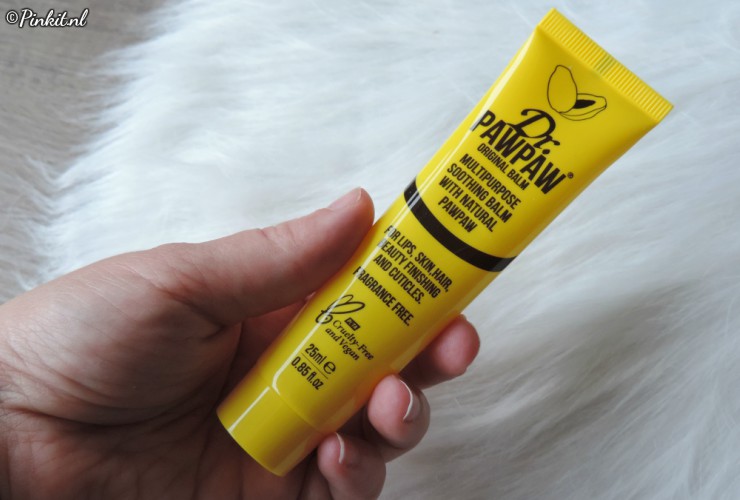 ©Pinkit.nl
Dr.
PAWPAW®
ORIGINAL BALM
MULTIPURPOSE
SOOTHING BALM
WITH NATURAL
PAWPAW
FOR LIPS, SKIN, HAIR,
BEAUTY FINISHING
AND CUTICLES.
FRAGRANCE FREE.
Cruelty-Free
and Vegan
25ml e
0.85 fl.oz